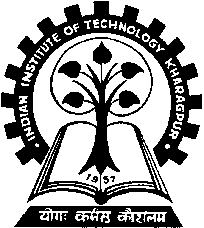 · INDIAN INSTITUTE OF TECHNOLOGY KHARAGPUR ·
1951
योगः कर्मसु कौशलम्